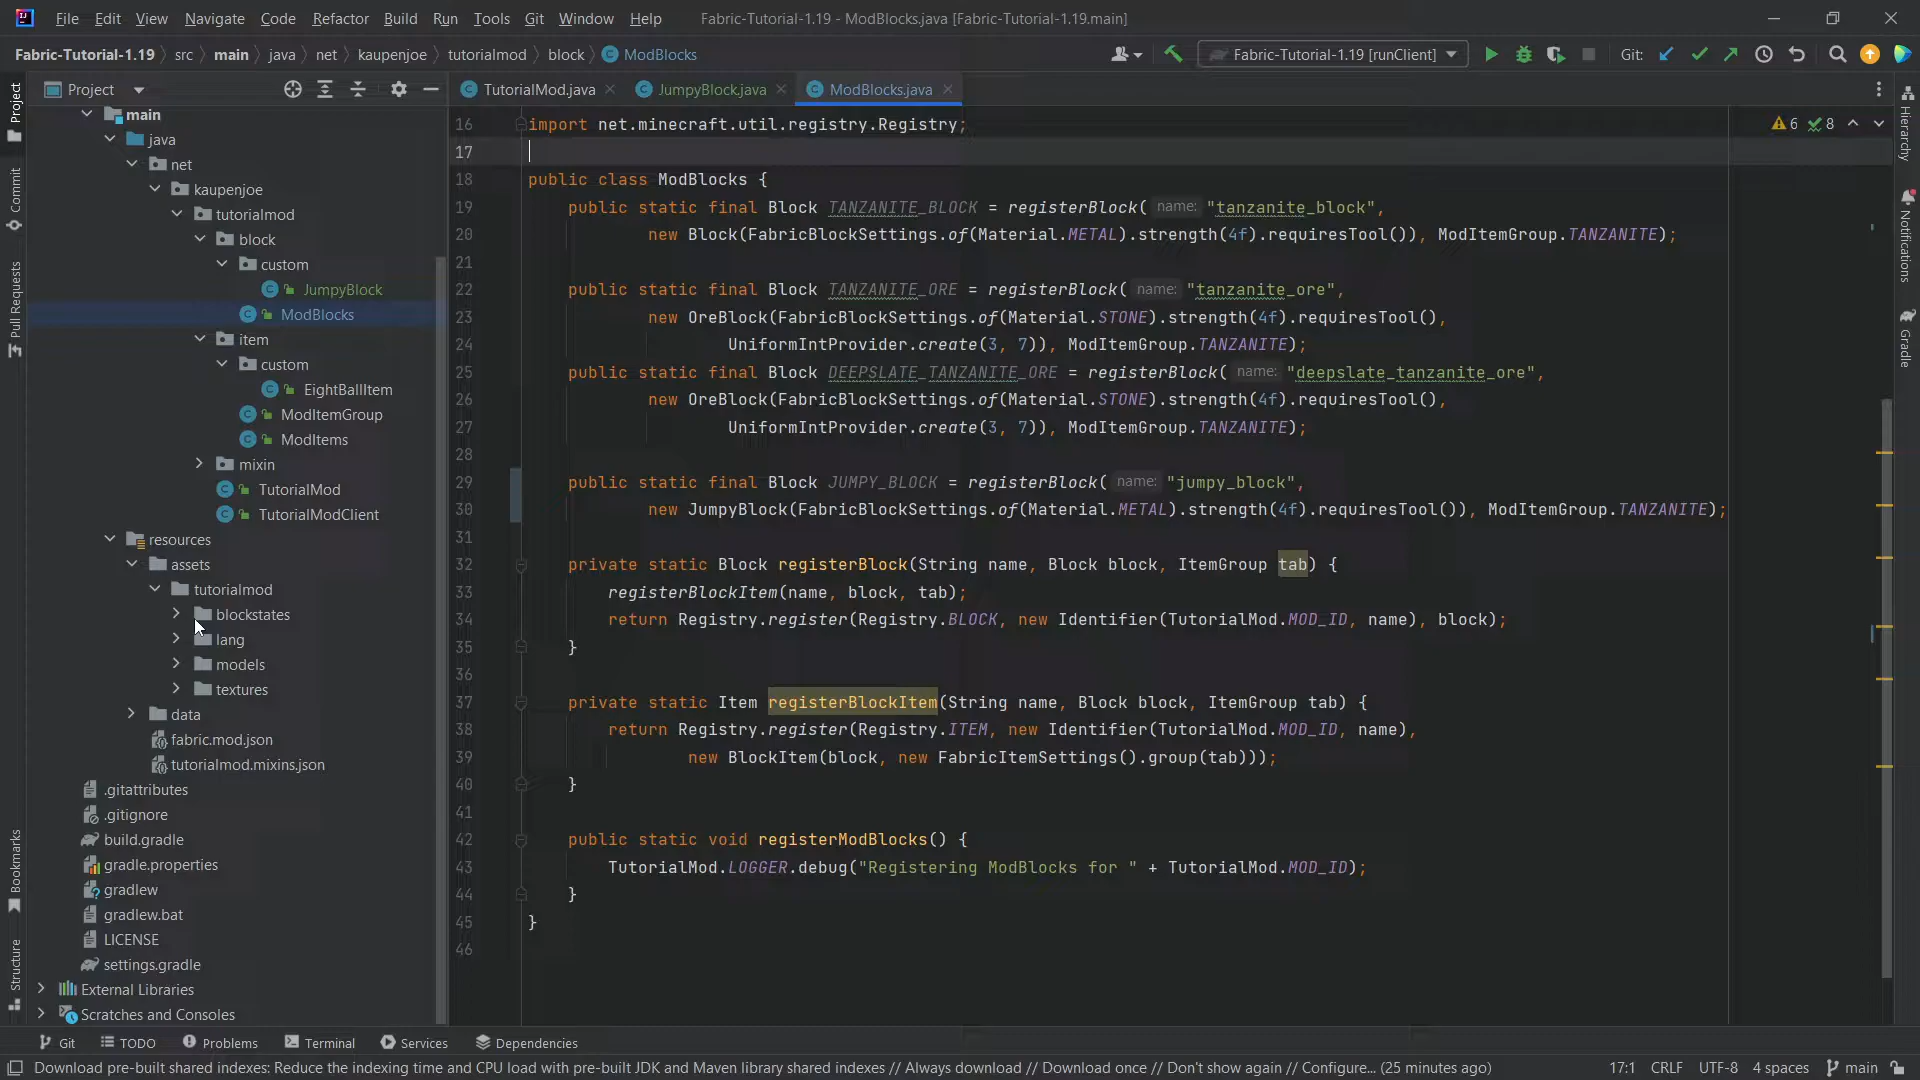 File Edit View Navigate Code Refactor Build Run Tools Git Window Help Fabric-Tutorial-1.19 - ModBlocks.java [Fabric-Tutorial-1.19.main]
Fabric-Tutorial-1.19 src main java net kaupenjoe tutorialmod block ModBlocks Fabric-Tutorial-1.19 [runClient] Git:
Project
TutorialMod.java JumpyBlock.java ModBlocks.java
Project
Commit
Pull Requests
Bookmarks
Structure
main
java
net
kaupenjoe
tutorialmod
block
custom
JumpyBlock
ModBlocks
item
custom
EightBallItem
ModItemGroup
ModItems
mixin
TutorialMod
TutorialModClient
resources
assets
tutorialmod
blockstates
lang
models
textures
data
fabric.mod.json
tutorialmod.mixins.json
.gitattributes
.gitignore
build.gradle
gradle.properties
gradlew
gradlew.bat
LICENSE
settings.gradle
External Libraries
Scratches and Consoles
6 8
16 import net.minecraft.util.registry.Registry;
17
18 public class ModBlocks {
19 public static final Block TANZANITE_BLOCK = registerBlock( name: "tanzanite_block",
20 new Block(FabricBlockSettings.of(Material.METAL).strength(4f).requiresTool()), ModItemGroup.TANZANITE);
21
22 public static final Block TANZANITE_ORE = registerBlock( name: "tanzanite_ore",
23 new OreBlock(FabricBlockSettings.of(Material.STONE).strength(4f).requiresTool(),
24 UniformIntProvider.create(3, 7)), ModItemGroup.TANZANITE);
25 public static final Block DEEPSLATE_TANZANITE_ORE = registerBlock( name: "deepslate_tanzanite_ore",
26 new OreBlock(FabricBlockSettings.of(Material.STONE).strength(4f).requiresTool(),
27 UniformIntProvider.create(3, 7)), ModItemGroup.TANZANITE);
28
29 public static final Block JUMPY_BLOCK = registerBlock( name: "jumpy_block",
30 new JumpyBlock(FabricBlockSettings.of(Material.METAL).strength(4f).requiresTool()), ModItemGroup.TANZANITE);
31
32 private static Block registerBlock(String name, Block block, ItemGroup tab) {
33 registerBlockItem(name, block, tab);
34 return Registry.register(Registry.BLOCK, new Identifier(TutorialMod.MOD_ID, name), block);
35 }
36
37 private static Item registerBlockItem(String name, Block block, ItemGroup tab) {
38 return Registry.register(Registry.ITEM, new Identifier(TutorialMod.MOD_ID, name),
39 new BlockItem(block, new FabricItemSettings().group(tab)));
40 }
41
42 public static void registerModBlocks() {
43 TutorialMod.LOGGER.debug("Registering ModBlocks for " + TutorialMod.MOD_ID);
44 }
45 }
46
Hierarchy
Notifications
Gradle
Git TODO Problems Terminal Services Dependencies
Download pre-built shared indexes: Reduce the indexing time and CPU load with pre-built JDK and Maven library shared indexes // Always download // Download once // Don't show again // Configure... (25 minutes ago) 17:1 CRLF UTF-8 4 spaces main